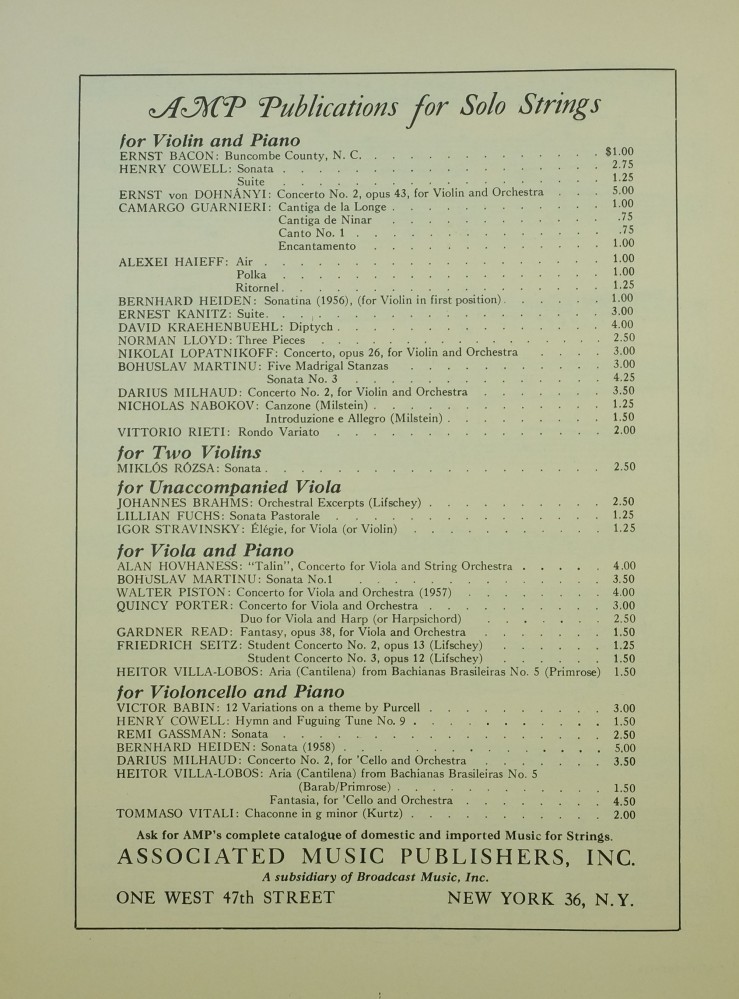 AMP Publications for Solo Strings
for Violin and Piano
ERNST BACON: Buncombe County, N. C. . . . . . . . . . . . . . . . $1.00
HENRY COWELL: Sonata . . . . . . . . . . . . . . . . . . 2.75
Suite . . . . . . . . . . . . . . . . . . 1.25
ERNST von DOHNÁNYI: Concerto No. 2, opus 43, for Violin and Orchestra . . . 5.00
CAMARGO GUARNIERI: Cantiga de la Longe . . . . . . . . . . . . 1.00
Cantiga de Ninar . . . . . . . . . . . . .75
Canto No. 1 . . . . . . . . . . . . . .75
Encantamento . . . . . . . . . . . . 1.00
ALEXEI HAIEFF: Air . . . . . . . . . . . . . . . . . . . 1.00
Polka . . . . . . . . . . . . . . . . . . 1.00
Ritornel . . . . . . . . . . . . . . . . . . 1.25
BERNHARD HEIDEN: Sonatina (1956), (for Violin in first position) . . . . . . 1.00
ERNEST KANITZ: Suite. . . . . . . . . . . . . . . . . . . 3.00
DAVID KRAEHENBUEHL: Diptych . . . . . . . . . . . . . . . 4.00
NORMAN LLOYD: Three Pieces . . . . . . . . . . . . . . . . 2.50
NIKOLAI LOPATNIKOFF: Concerto, opus 26, for Violin and Orchestra . . . . 3.00
BOHUSLAV MARTINU: Five Madrigal Stanzas . . . . . . . . . . . 3.00
Sonata No. 3 . . . . . . . . . . . . . . 4.25
DARIUS MILHAUD: Concerto No. 2, for Violin and Orchestra . . . . . . . 3.50
NICHOLAS NABOKOV: Canzone (Milstein) . . . . . . . . . . . . . 1.25
Introduzione e Allegro (Milstein) . . . . . . . . . 1.50
VITTORIO RIETI: Rondo Variato . . . . . . . . . . . . . . . 2.00
for Two Violins
MIKLÓS RÓZSA: Sonata . . . . . . . . . . . . . . . . . . . 2.50
for Unaccompanied Viola
JOHANNES BRAHMS: Orchestral Excerpts (Lifschey) . . . . . . . . . . 2.50
LILLIAN FUCHS: Sonata Pastorale . . . . . . . . . . . . . . . 1.25
IGOR STRAVINSKY: Élégie, for Viola (or Violin) . . . . . . . . . . . 1.25
for Viola and Piano
ALAN HOVHANESS: "Talin", Concerto for Viola and String Orchestra . . . . . 4.00
BOHUSLAV MARTINU: Sonata No.1 . . . . . . . . . . . . . . 3.50
WALTER PISTON: Concerto for Viola and Orchestra (1957) . . . . . . . . 4.00
QUINCY PORTER: Concerto for Viola and Orchestra . . . . . . . . . . 3.00
Duo for Viola and Harp (or Harpsichord) . . . . . . 2.50
GARDNER READ: Fantasy, opus 38, for Viola and Orchestra . . . . . . . 1.50
FRIEDRICH SEITZ: Student Concerto No. 2, opus 13 (Lifschey) . . . . . . 1.25
Student Concerto No. 3, opus 12 (Lifschey) . . . . . . 1.50
HEITOR VILLA-LOBOS: Aria (Cantilena) from Bachianas Brasileiras No. 5 (Primrose) 1.50
for Violoncello and Piano
VICTOR BABIN: 12 Variations on a theme by Purcell . . . . . . . . . . 3.00
HENRY COWELL: Hymn and Fuguing Tune No. 9 . . . . . . . . . . . 1.50
REMI GASSMAN: Sonata . . . . . . . . . . . . . . . . . . 2.50
BERNHARD HEIDEN: Sonata (1958) . . . . . . . . . . . . . . 5.00
DARIUS MILHAUD: Concerto No. 2, for 'Cello and Orchestra . . . . . . . 3.50
HEITOR VILLA-LOBOS: Aria (Cantilena) from Bachianas Brasileiras No. 5
(Barab/Primrose) . . . . . . . . . . . 1.50
Fantasia, for 'Cello and Orchestra . . . . . . . 4.50
TOMMASO VITALI: Chaconne in g minor (Kurtz) . . . . . . . . . . . 2.00
Ask for AMP's complete catalogue of domestic and imported Music for Strings.
ASSOCIATED MUSIC PUBLISHERS, INC.
A subsidiary of Broadcast Music, Inc.
ONE WEST 47th STREET NEW YORK 36, N.Y.